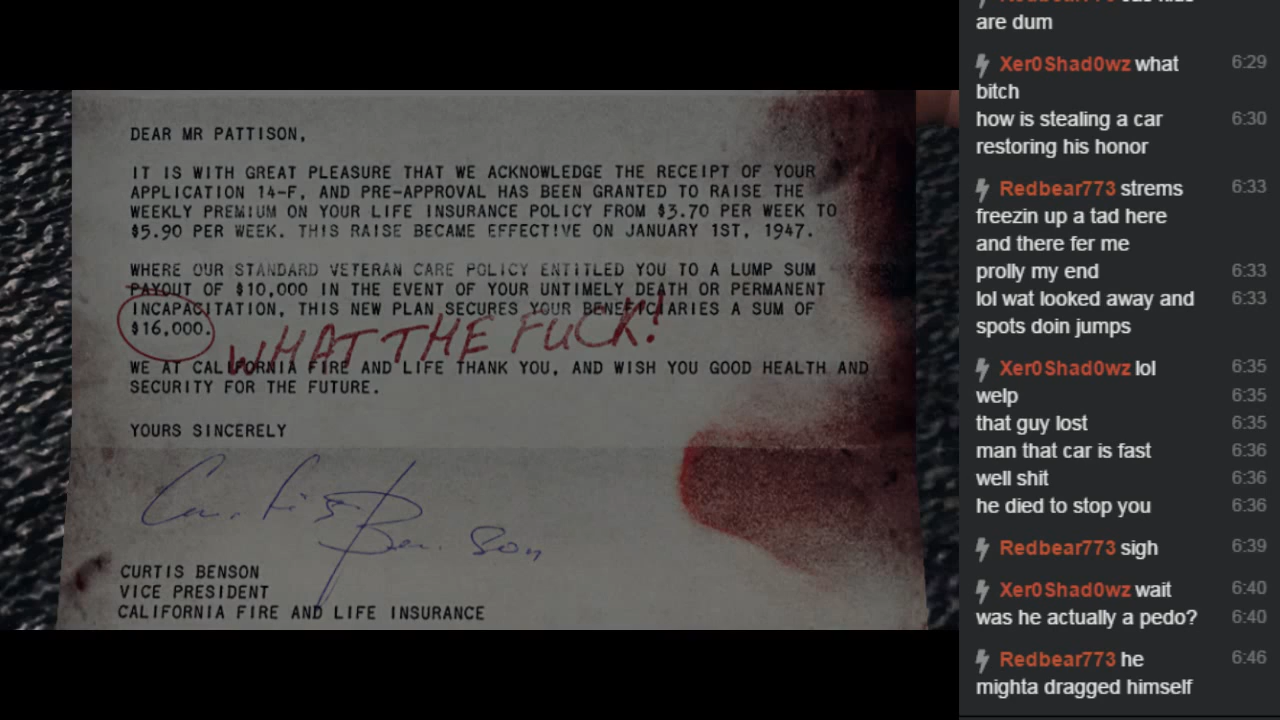 DEAR MR PATTISON,
IT IS WITH GREAT PLEASURE THAT WE ACKNOWLEDGE THE RECEIPT OF YOUR
APPLICATION 14-F, AND PRE-APPROVAL HAS BEEN GRANTED TO RAISE THE
WEEKLY PREMIUM ON YOUR LIFE INSURANCE POLICY FROM $3.70 PER WEEK TO
$5.90 PER WEEK. THIS RAISE BECAME EFFECTIVE ON JANUARY 1ST, 1947.
WHERE OUR STANDARD VETERAN CARE POLICY ENTITLED YOU TO A LUMP SUM
PAYOUT OF $10,000 IN THE EVENT OF YOUR UNTIMELY DEATH OR PERMANENT
INCAPACITATION, THIS NEW PLAN SECURES YOUR BENEFICIARIES A SUM OF
$16,000.
WHAT THE FUCK!
WE AT CALIFORNIA FIRE AND LIFE THANK YOU, AND WISH YOU GOOD HEALTH AND
SECURITY FOR THE FUTURE.
YOURS SINCERELY
Curtis Benson
CURTIS BENSON
VICE PRESIDENT
CALIFORNIA FIRE AND LIFE INSURANCE
are dum
Xer0Shad0wz what 6:29
bitch
how is stealing a car 6:30
restoring his honor
Redbear773 strems 6:33
freezin up a tad here
and there fer me
prolly my end 6:33
lol wat looked away and 6:33
spots doin jumps
Xer0Shad0wz lol 6:35
welp 6:35
that guy lost 6:35
man that car is fast 6:36
well shit 6:36
he died to stop you 6:36
Redbear773 sigh 6:39
Xer0Shad0wz wait 6:40
was he actually a pedo? 6:40
Redbear773 he 6:46
mighta dragged himself